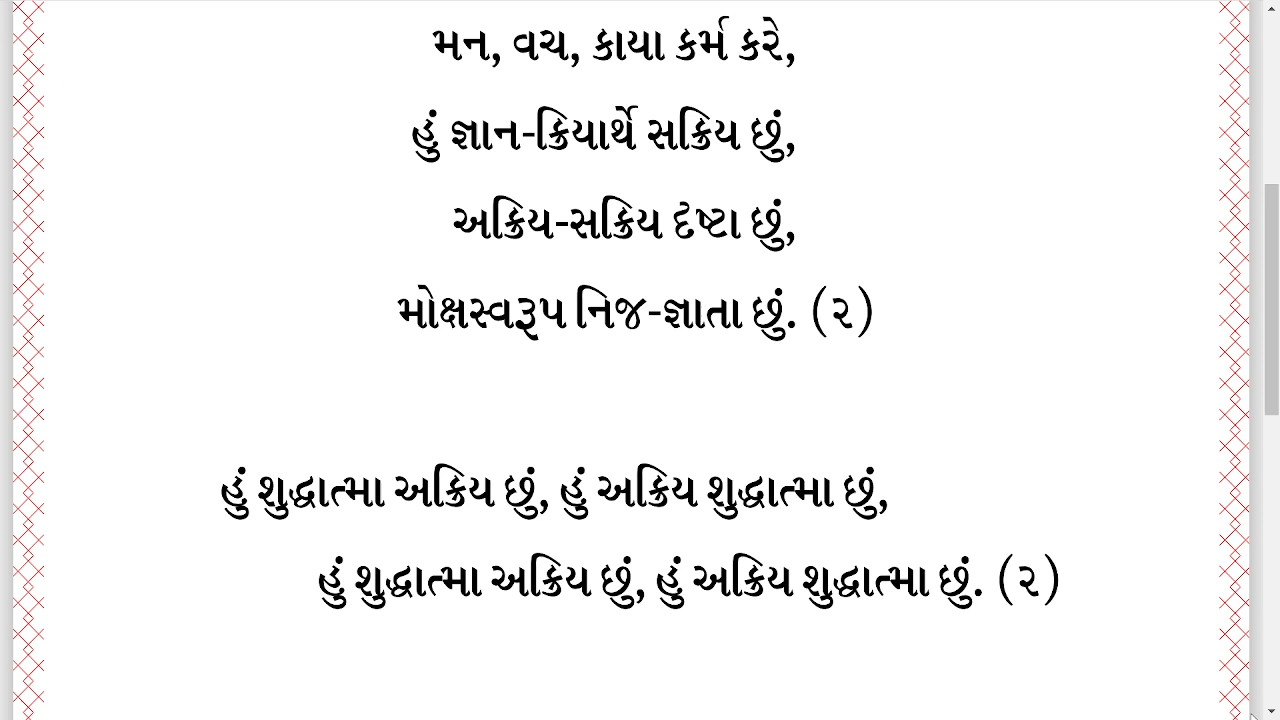 મન, વચ, કાયા કર્મ કરે,
હું જ્ઞાન-ક્રિયાર્થે સક્રિય છું,
અક્રિય-સક્રિય દૃષ્ટા છું,
મોક્ષસ્વરૂપ નિજ-જ્ઞાતા છું. (૨)
હું શુદ્ધાત્મા અક્રિય છું, હું અક્રિય શુદ્ધાત્મા છું,
હું શુદ્ધાત્મા અક્રિય છું, હું અક્રિય શુદ્ધાત્મા છું. (૨)